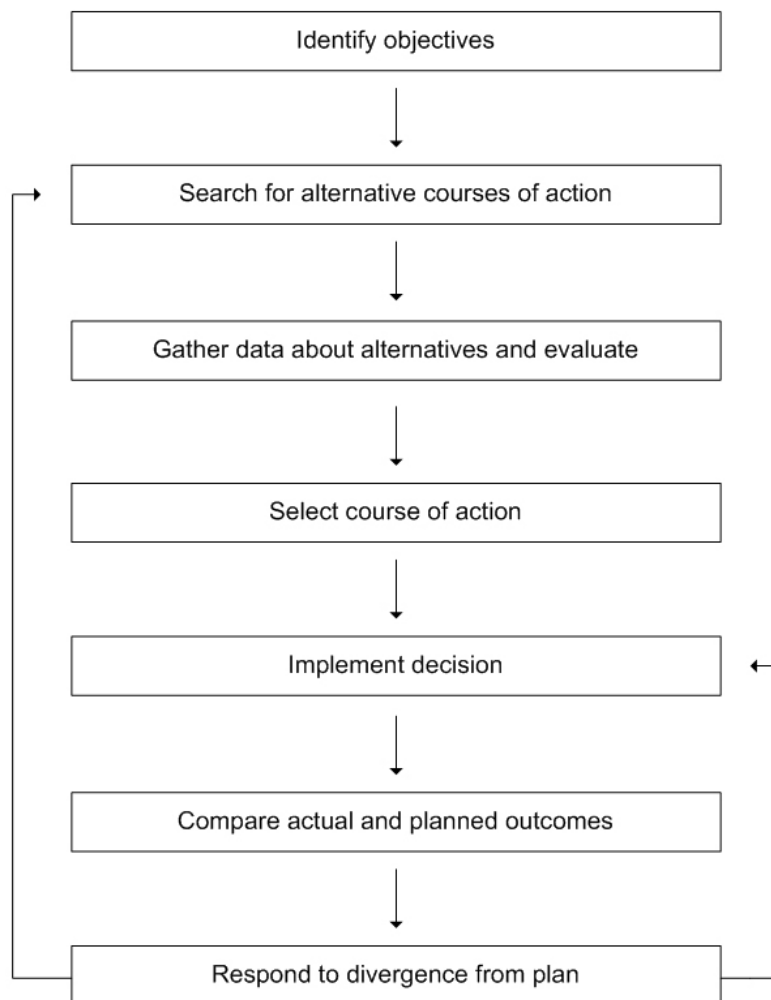 Identify objectives
Search for alternative courses of action
Gather data about alternatives and evaluate
Select course of action
Implement decision
Compare actual and planned outcomes
Respond to divergence from plan